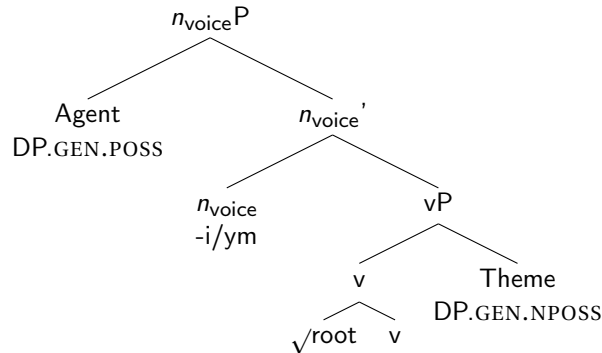 n_voiceP
Agent
DP.GEN.POSS
n_voice'
n_voice
-i/ym
vP
v
Theme
DP.GEN.NPOSS
√root
v